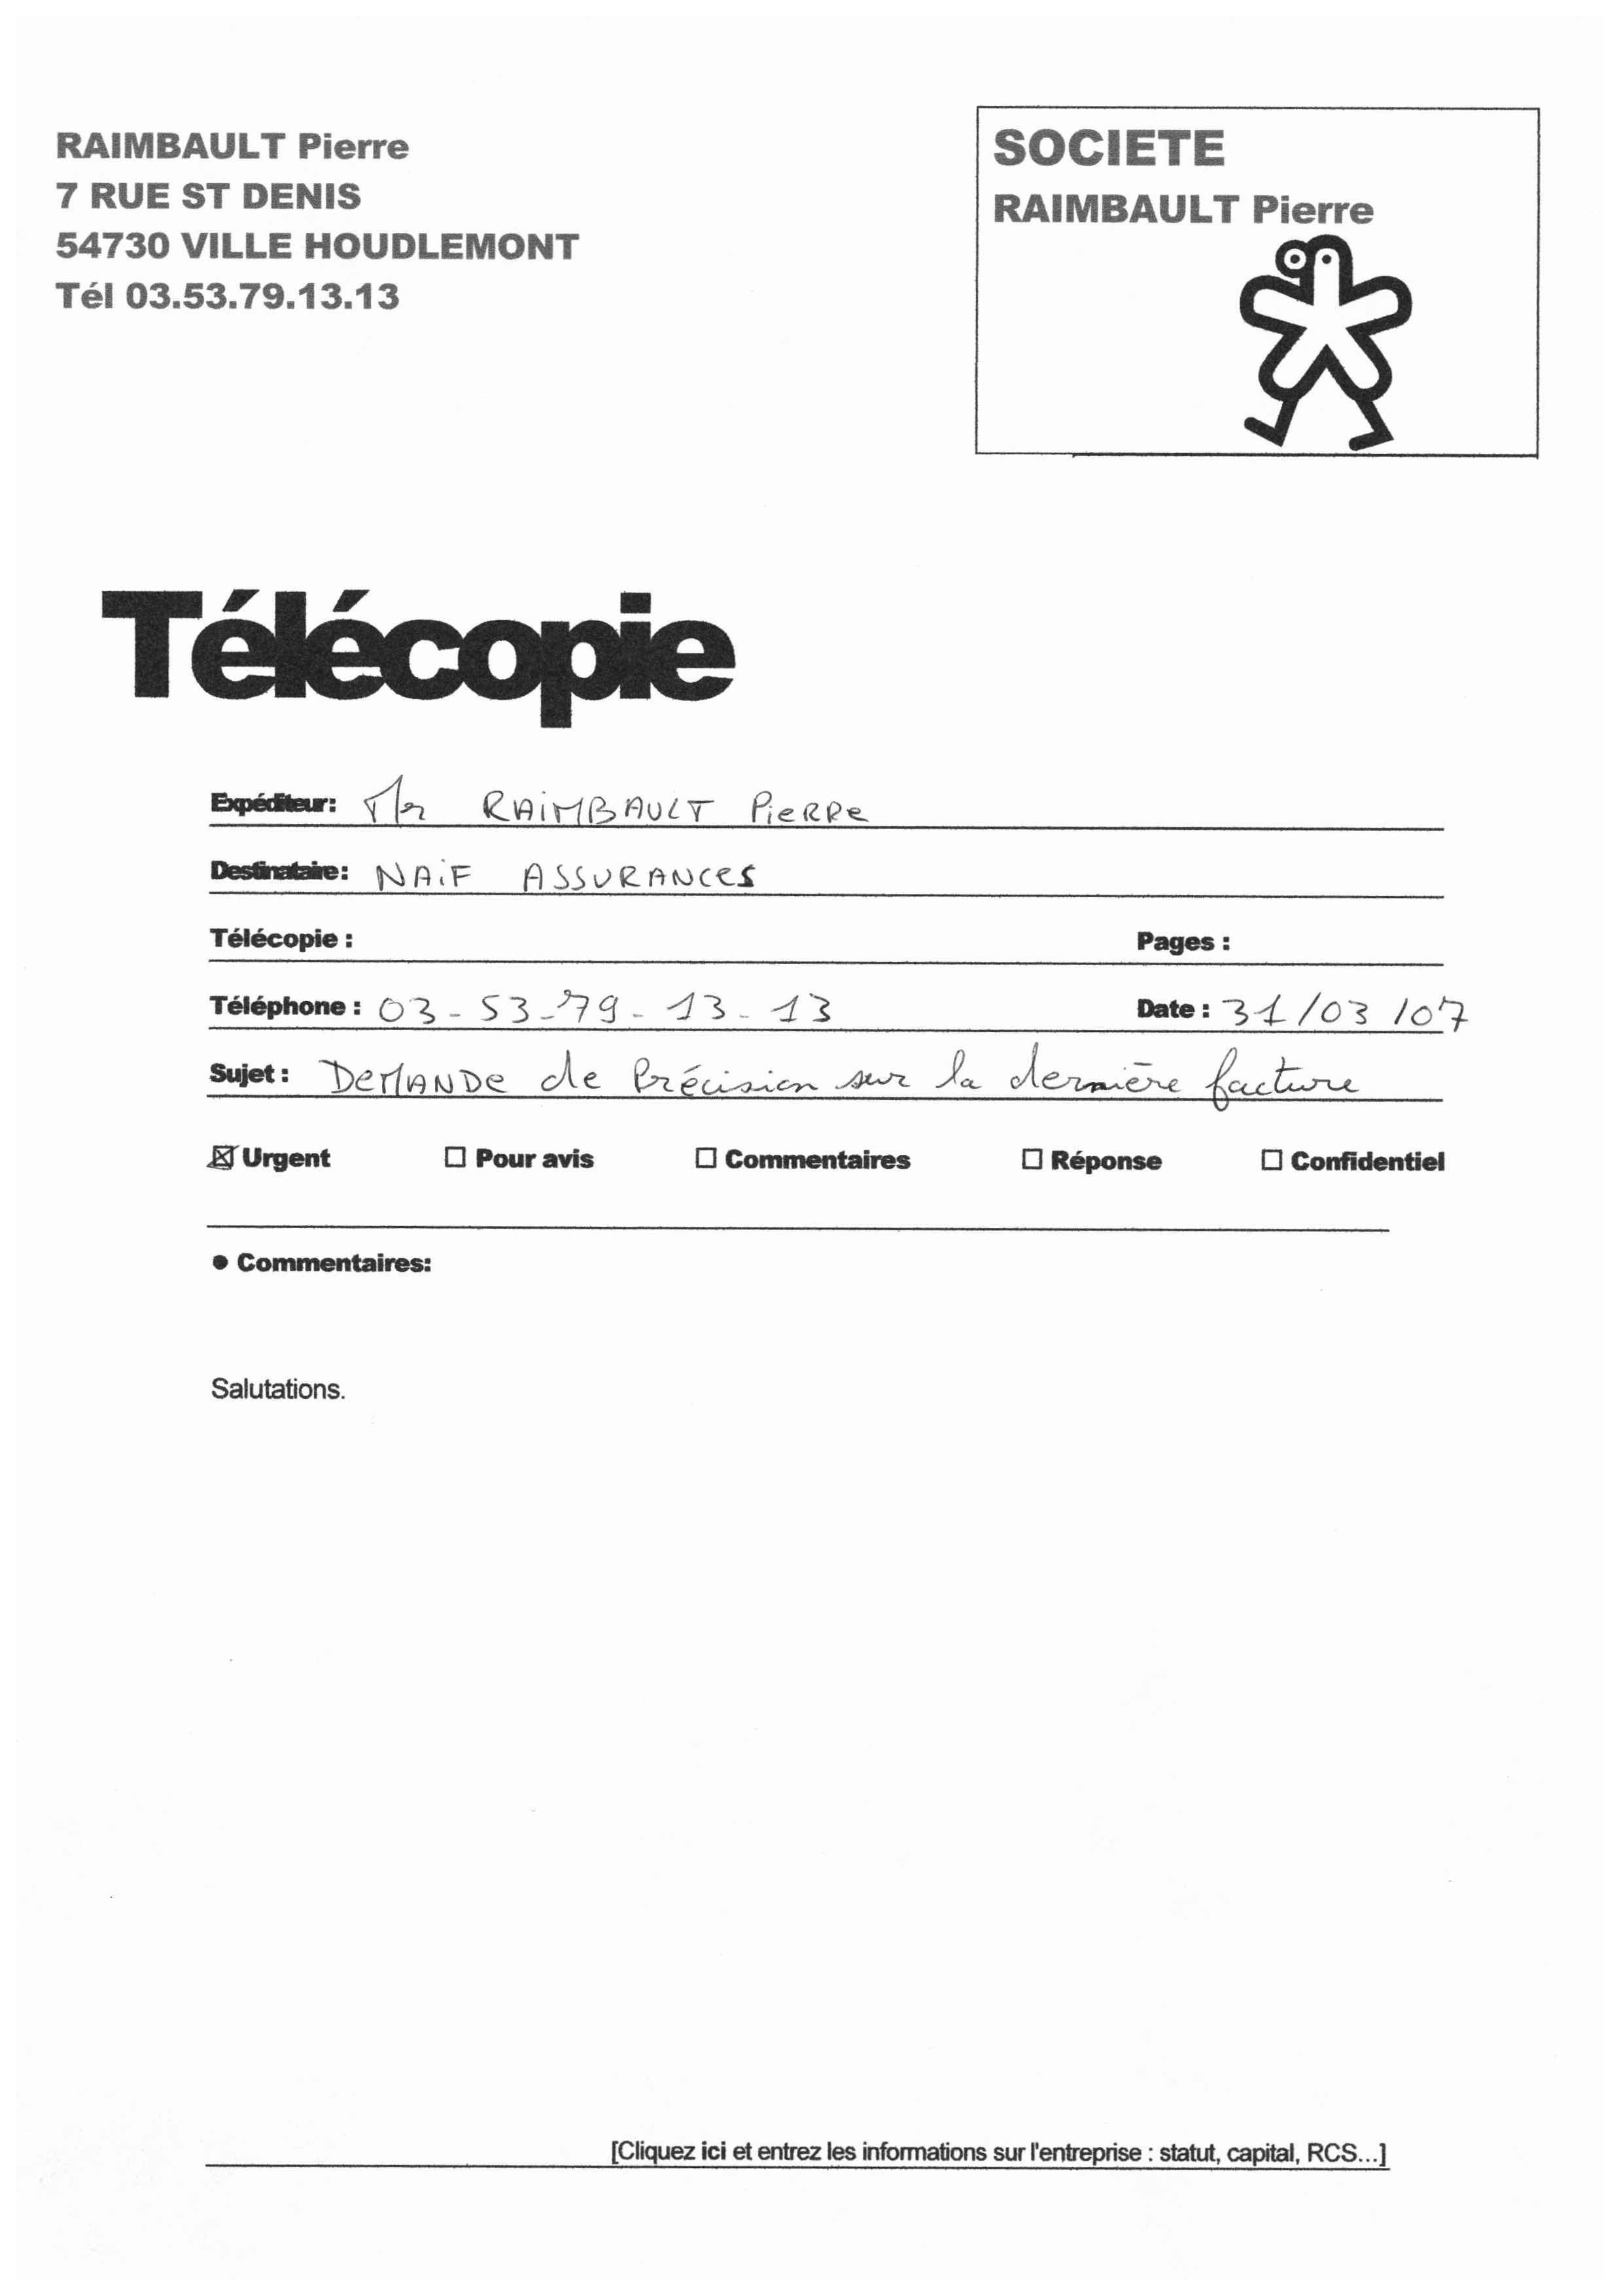 RAIMBAULT Pierre
7 RUE ST DENIS
54730 VILLE HOUDLEMONT
Tél 03.53.79.13.13
SOCIETE
RAIMBAULT Pierre
Télécopie
Expéditeur: Mr RAiMBAULT PieRRe
Destinataire: NAiF ASSURANCES
Télécopie :
Pages :
Téléphone : 03-53-79-13-13
Date : 31/03/07
Sujet : DeMANDe de Précision sur la dernière facture
☒ Urgent ☐ Pour avis ☐ Commentaires ☐ Réponse ☐ Confidentiel
● Commentaires:
Salutations.
[Cliquez ici et entrez les informations sur l'entreprise : statut, capital, RCS...]